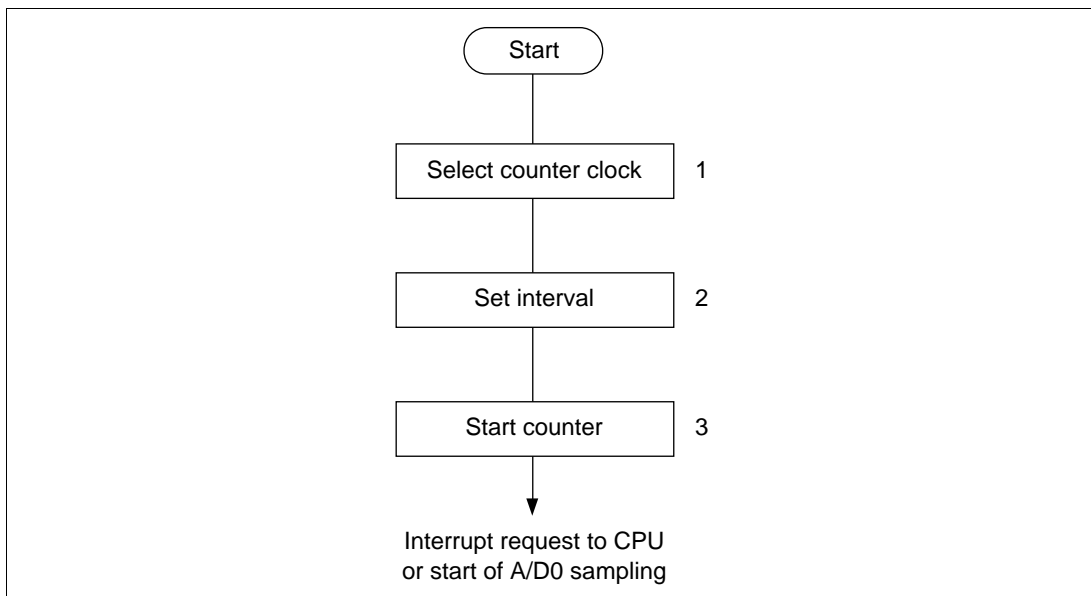 Start
Select counter clock 1
Set interval 2
Start counter 3
Interrupt request to CPU
or start of A/D0 sampling